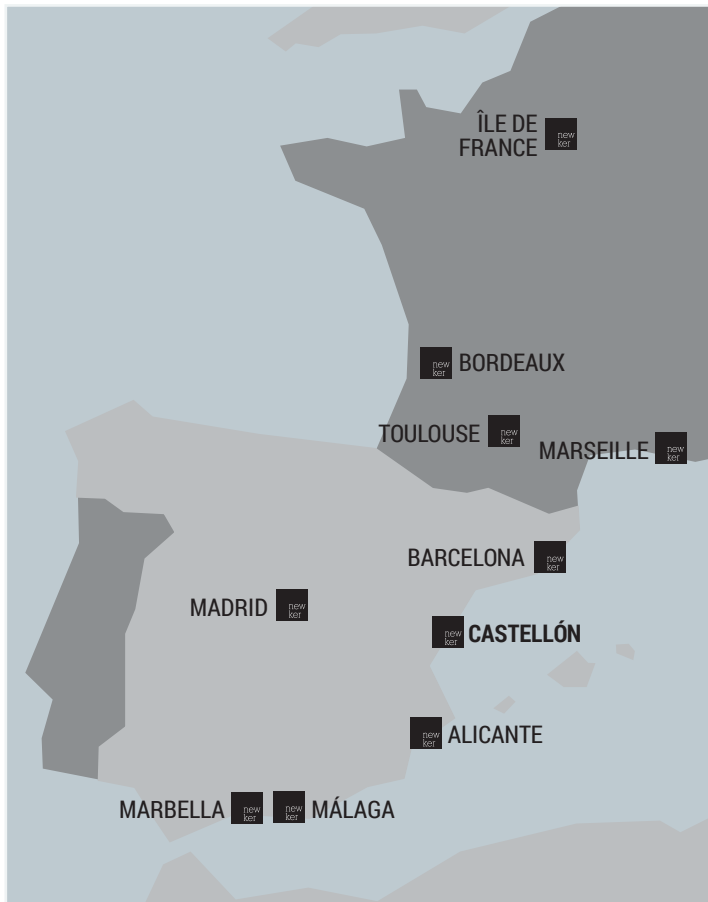 ÎLE DE
FRANCE
new
ker
new
ker
BORDEAUX
TOULOUSE
new
ker
MARSEILLE
new
ker
BARCELONA
new
ker
MADRID
new
ker
new
ker
CASTELLÓN
new
ker
ALICANTE
MARBELLA
new
ker
new
ker
MÁLAGA